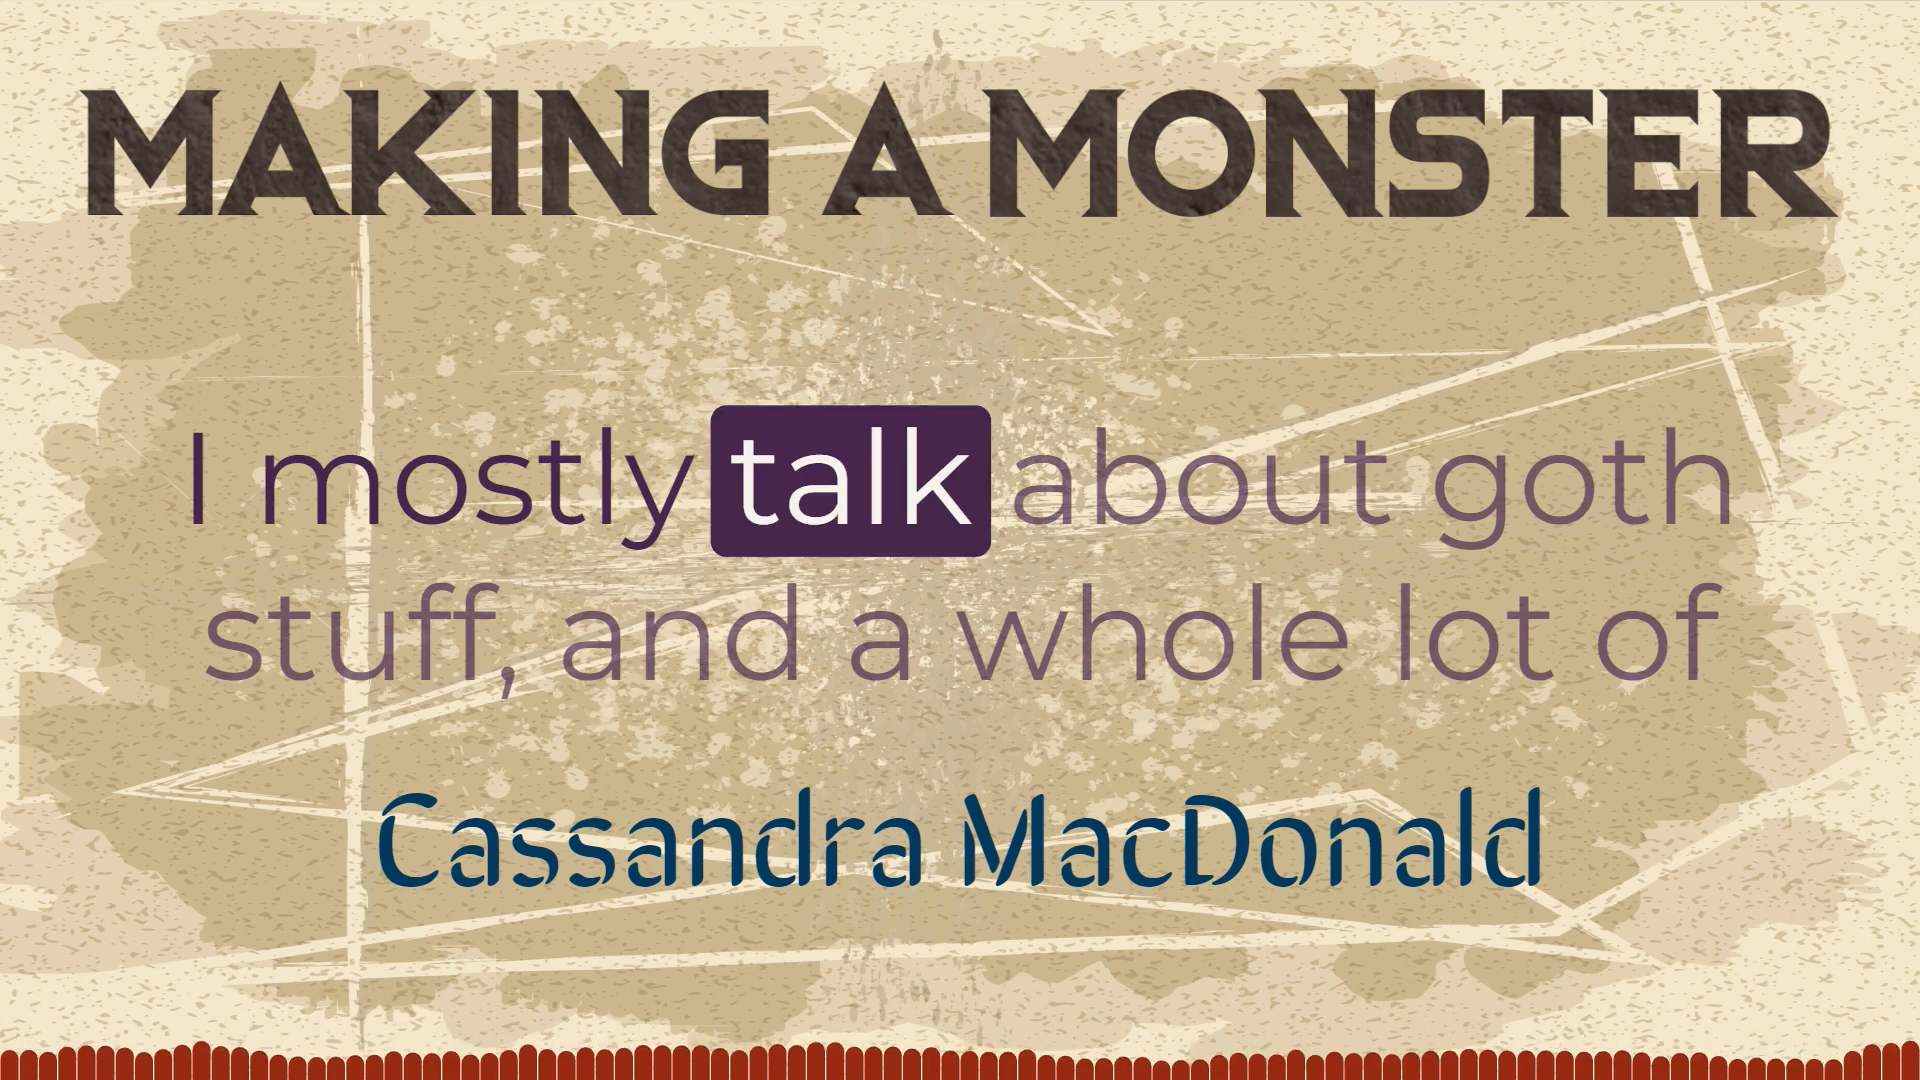 MAKING A MONSTER
I mostly talk about goth
stuff, and a whole lot of
Cassandra MacDonald